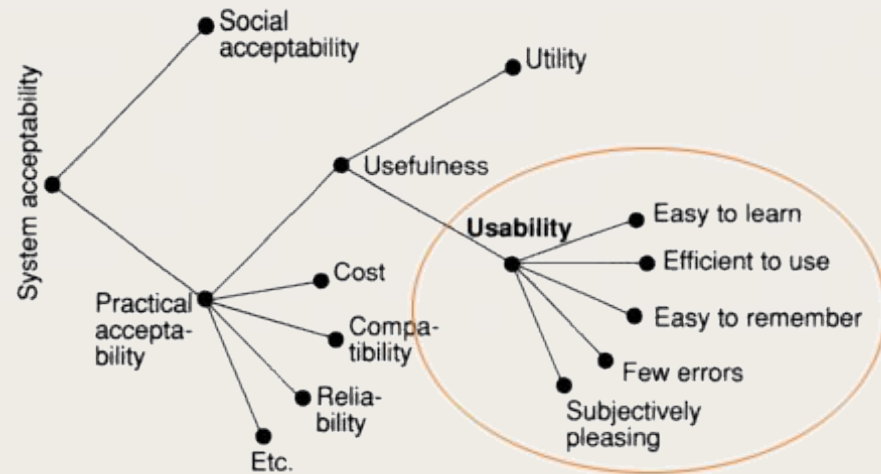 Social
acceptability
Utility
System acceptability
Usefulness
Usability
Easy to learn
Efficient to use
Easy to remember
Few errors
Subjectively
pleasing
Practical
accepta-
bility
Cost
Compa-
tibility
Relia-
bility
Etc.